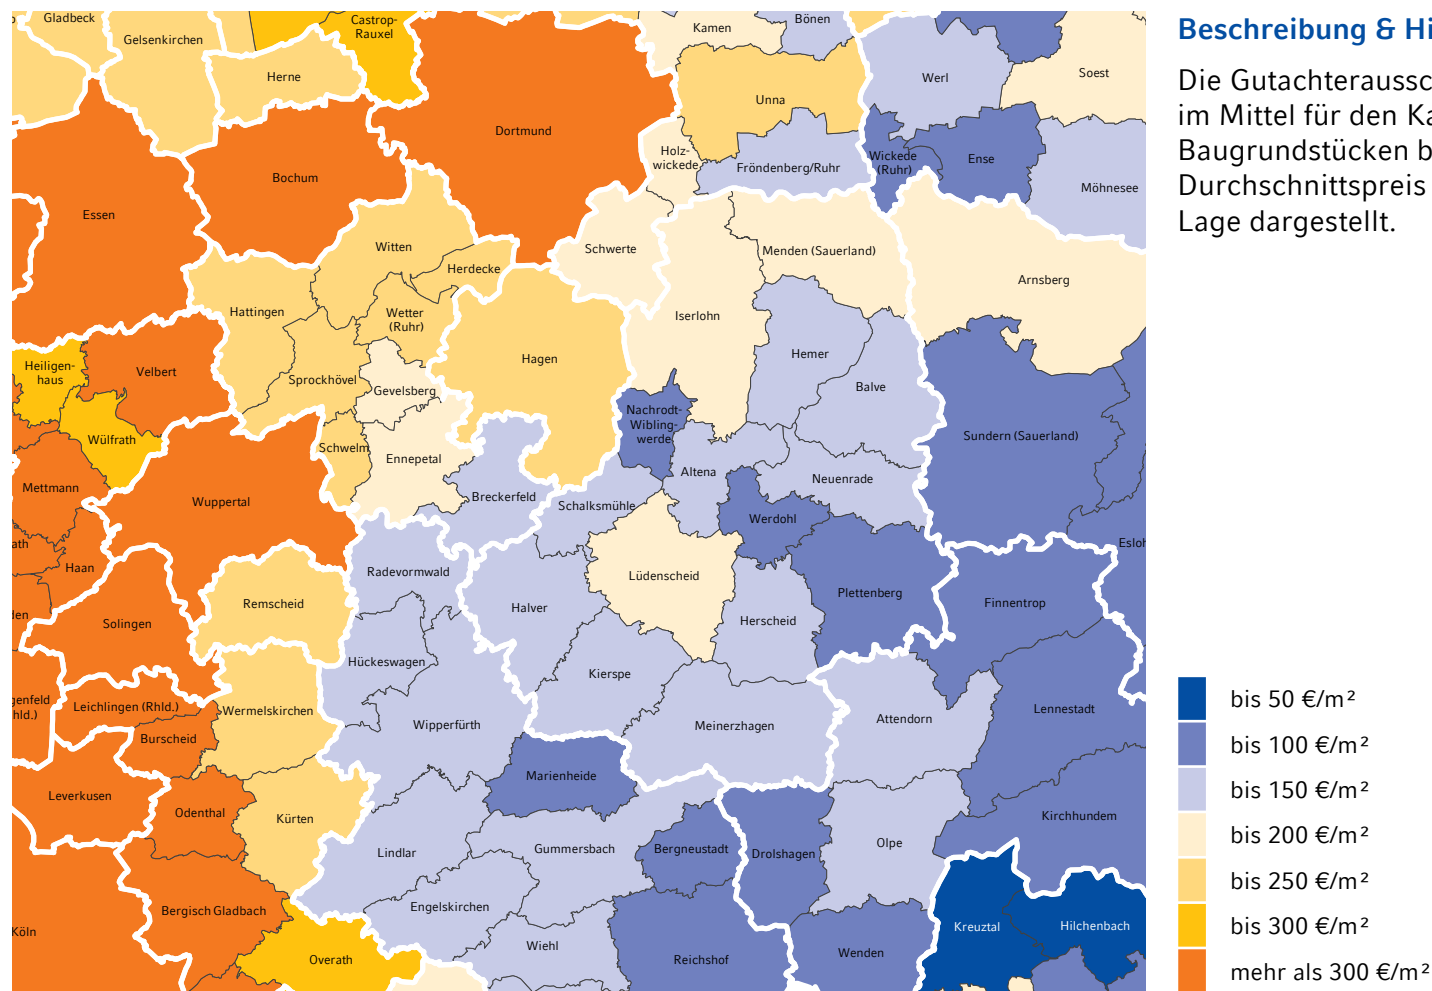 Gladbeck
Gelsenkirchen
Castrop-
Rauxel
Herne
Kamen
Bönen
Werl
Soest
Unna
Dortmund
Holz-
wickede
Fröndenberg/Ruhr
Wickede
(Ruhr)
Ense
Möhnesee
Bochum
Essen
Witten
Herdecke
Schwerte
Menden (Sauerland)
Arnsberg
Hattingen
Wetter
(Ruhr)
Iserlohn
Hagen
Hemer
Balve
Heiligen-
haus
Velbert
Sprockhövel
Gevelsberg
Nachrodt-
Wibling-
werde
Sundern (Sauerland)
Wülfrath
Schwelm
Ennepetal
Altena
Neuenrade
Mettmann
Wuppertal
Breckerfeld
Schalksmühle
Werdohl
ath
Esloh
Haan
Radevormwald
Lüdenscheid
Plettenberg
Finnentrop
den
Solingen
Remscheid
Halver
Herscheid
Hückeswagen
Kierspe
genfeld
hld.)
Leichlingen (Rhld.)
Wermelskirchen
Wipperfürth
Meinerzhagen
Attendorn
Lennestadt
Burscheid
Marienheide
Leverkusen
Odenthal
Kürten
Kirchhundem
Lindlar
Gummersbach
Bergneustadt
Drolshagen
Olpe
Bergisch Gladbach
Engelskirchen
Köln
Kreuztal
Hilchenbach
Overath
Wiehl
Reichshof
Wenden
Beschreibung & Hi
Die Gutachteraussc
im Mittel für den Ka
Baugrundstücken b
Durchschnittspreis
Lage dargestellt.
bis 50 €/m²
bis 100 €/m²
bis 150 €/m²
bis 200 €/m²
bis 250 €/m²
bis 300 €/m²
mehr als 300 €/m²